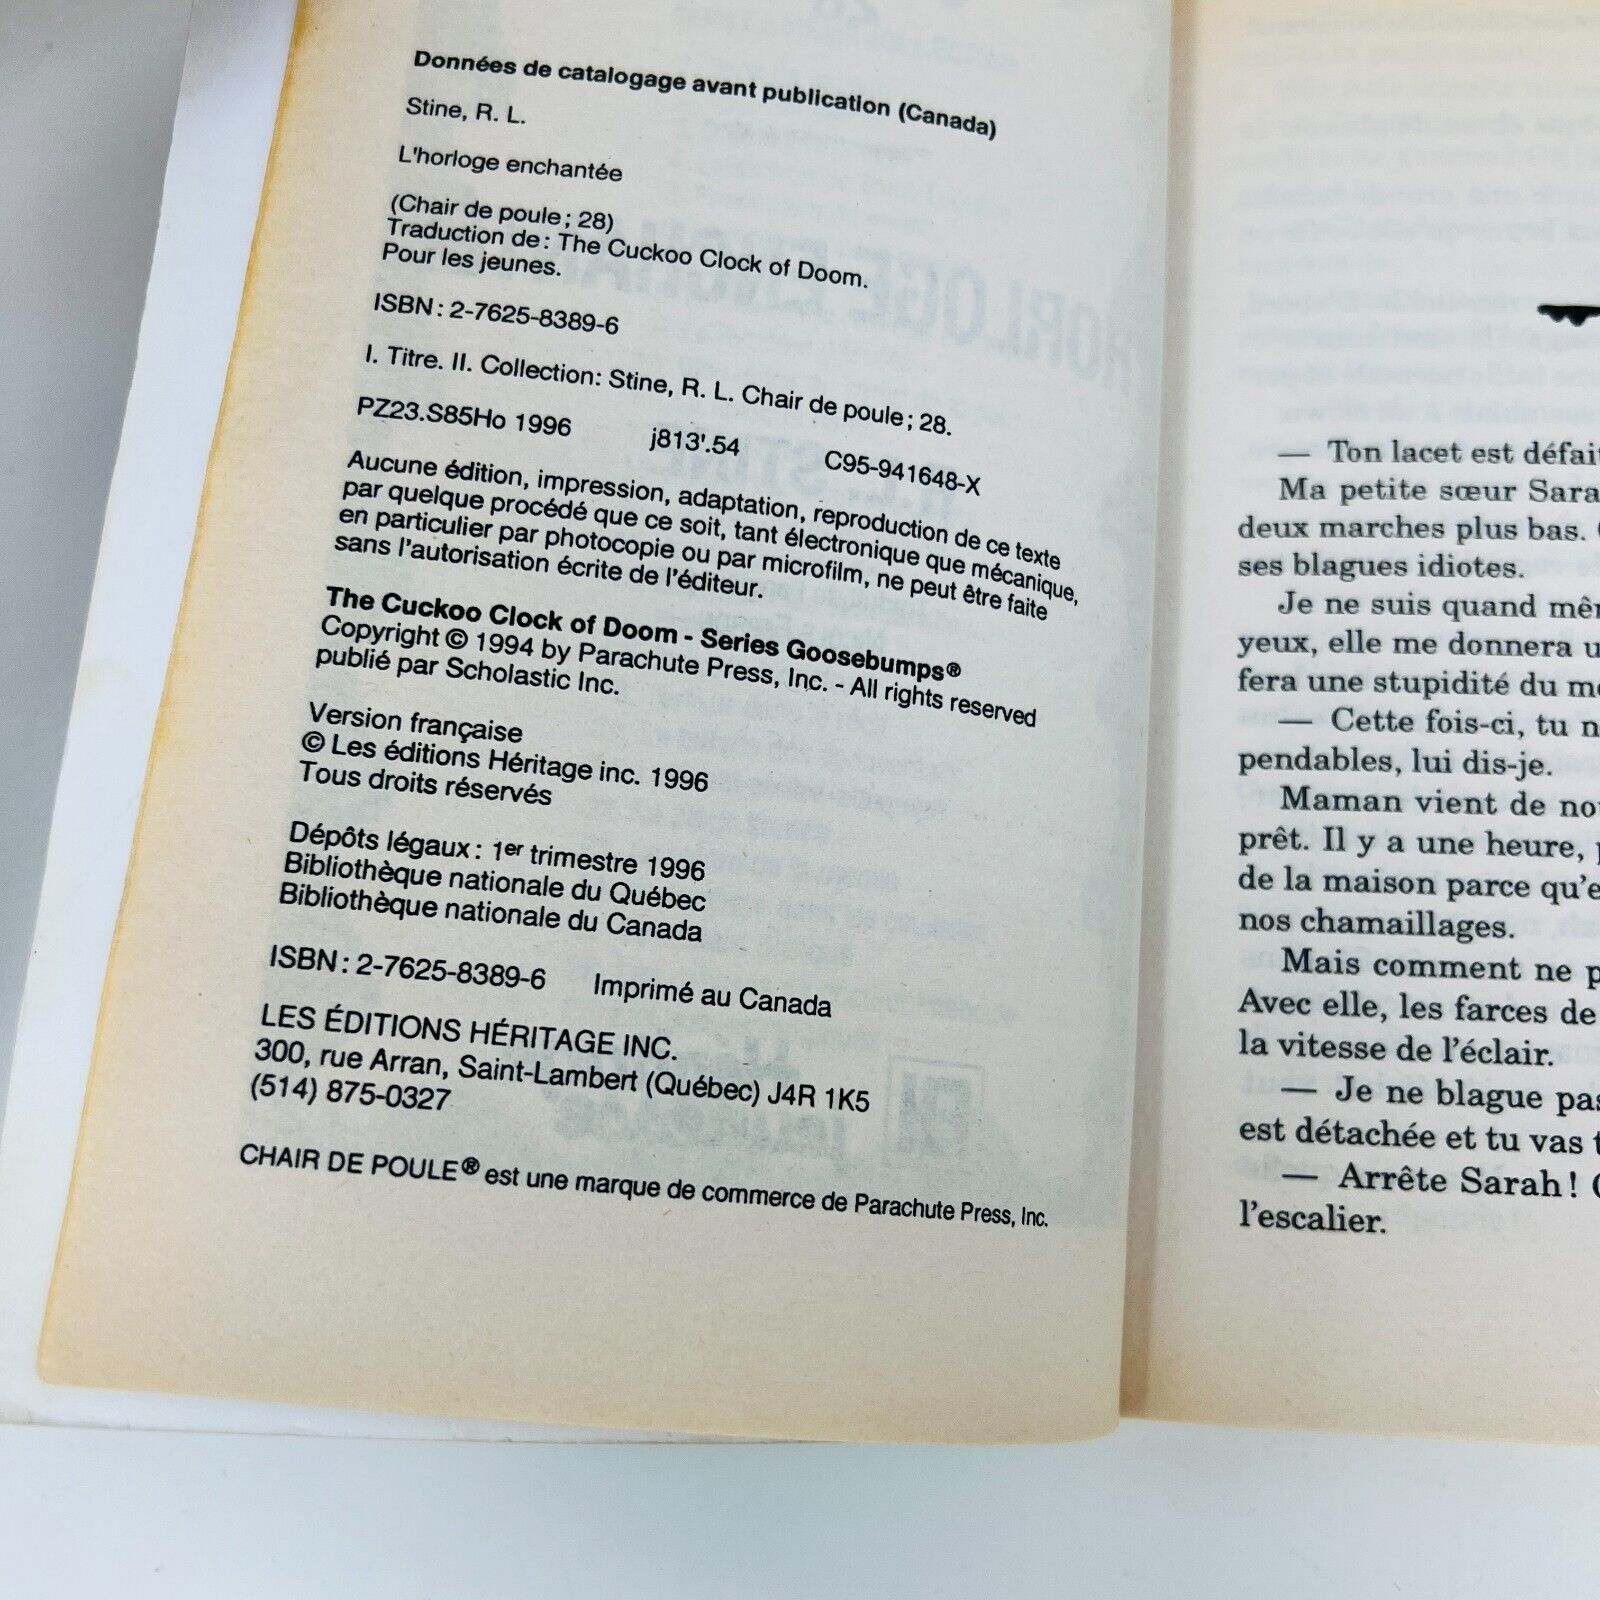 Données de catalogage avant publication (Canada)
Stine, R. L.
L'horloge enchantée
(Chair de poule ; 28)
Traduction de : The Cuckoo Clock of Doom.
Pour les jeunes.
ISBN : 2-7625-8389-6
I. Titre. II. Collection: Stine, R. L. Chair de poule ; 28.
PZ23.S85Ho 1996 j813'.54 C95-941648-X
Aucune édition, impression, adaptation, reproduction de ce texte
par quelque procédé que ce soit, tant électronique que mécanique,
en particulier par photocopie ou par microfilm, ne peut être faite
sans l'autorisation écrite de l'éditeur.
The Cuckoo Clock of Doom - Series Goosebumps®
Copyright © 1994 by Parachute Press, Inc. - All rights reserved
publié par Scholastic Inc.
Version française
© Les éditions Héritage inc. 1996
Tous droits réservés
Dépôts légaux : 1er trimestre 1996
Bibliothèque nationale du Québec
Bibliothèque nationale du Canada
ISBN : 2-7625-8389-6 Imprimé au Canada
LES ÉDITIONS HÉRITAGE INC.
300, rue Arran, Saint-Lambert (Québec) J4R 1K5
(514) 875-0327
CHAIR DE POULE® est une marque de commerce de Parachute Press, Inc.
— Ton lacet est défait
Ma petite sœur Sara
deux marches plus bas.
ses blagues idiotes.
Je ne suis quand mê
yeux, elle me donnera u
fera une stupidité du m
— Cette fois-ci, tu n
pendables, lui dis-je.
Maman vient de no
prêt. Il y a une heure, p
de la maison parce qu'e
nos chamaillages.
Mais comment ne p
Avec elle, les farces de
la vitesse de l'éclair.
— Je ne blague pas
est détachée et tu vas t
— Arrête Sarah !
l'escalier.